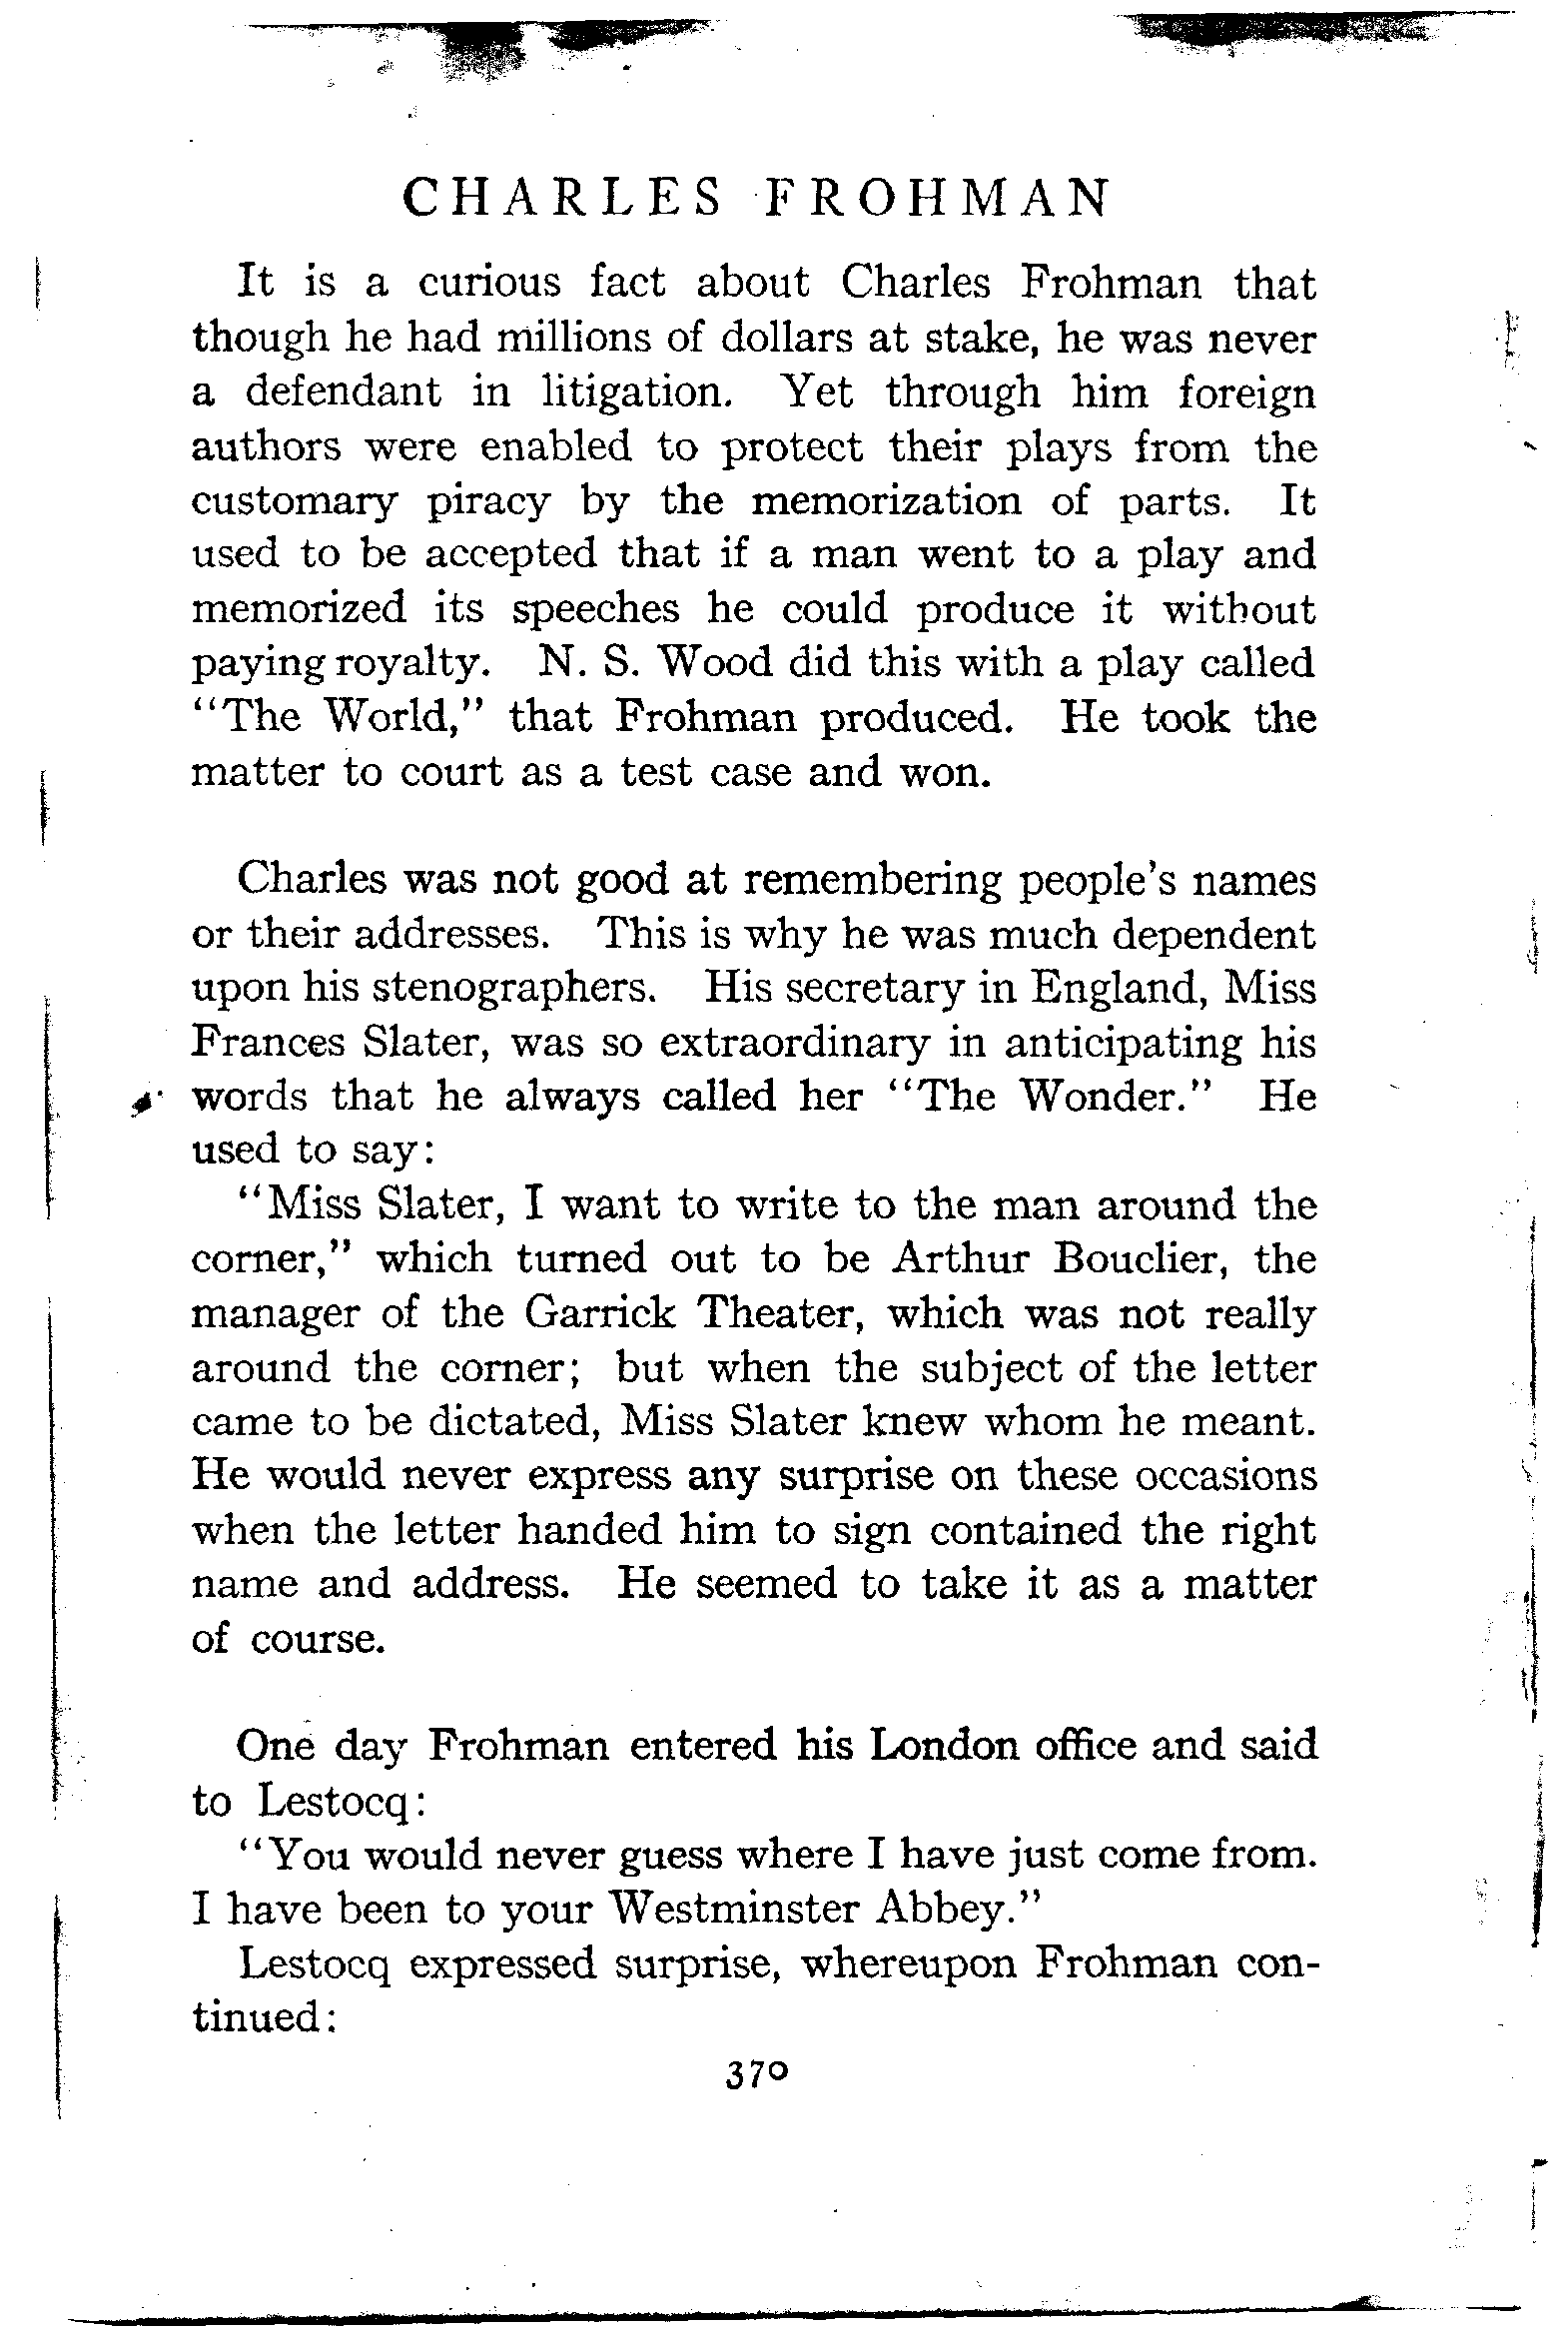 CHARLES FROHMAN
It is a curious fact about Charles Frohman that
though he had millions of dollars at stake, he was never
a defendant in litigation. Yet through him foreign
authors were enabled to protect their plays from the
customary piracy by the memorization of parts. It
used to be accepted that if a man went to a play and
memorized its speeches he could produce it without
paying royalty. N. S. Wood did this with a play called
“The World,” that Frohman produced. He took the
matter to court as a test case and won.
Charles was not good at remembering people's names
or their addresses. This is why he was much dependent
upon his stenographers. His secretary in England, Miss
Frances Slater, was so extraordinary in anticipating his
words that he always called her “The Wonder.” He
used to say:
“Miss Slater, I want to write to the man around the
corner,” which turned out to be Arthur Bouclier, the
manager of the Garrick Theater, which was not really
around the corner; but when the subject of the letter
came to be dictated, Miss Slater knew whom he meant.
He would never express any surprise on these occasions
when the letter handed him to sign contained the right
name and address. He seemed to take it as a matter
of course.
One day Frohman entered his London office and said
to Lestocq:
“You would never guess where I have just come from.
I have been to your Westminster Abbey.”
Lestocq expressed surprise, whereupon Frohman con-
tinued:
370